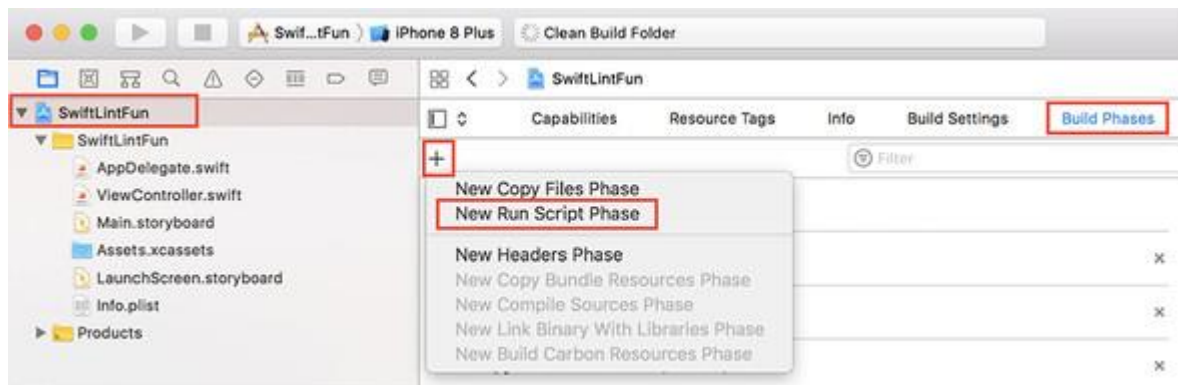 Swif...tFun
iPhone 8 Plus
Clean Build Folder
SwiftLintFun
SwiftLintFun
Capabilities
Resource Tags
Info
Build Settings
Build Phases
SwiftLintFun
AppDelegate.swift
ViewController.swift
Main.storyboard
Assets.xcassets
LaunchScreen.storyboard
Info.plist
Products
+
Filter
New Copy Files Phase
New Run Script Phase
New Headers Phase
New Copy Bundle Resources Phase
New Compile Sources Phase
New Link Binary With Libraries Phase
New Build Carbon Resources Phase